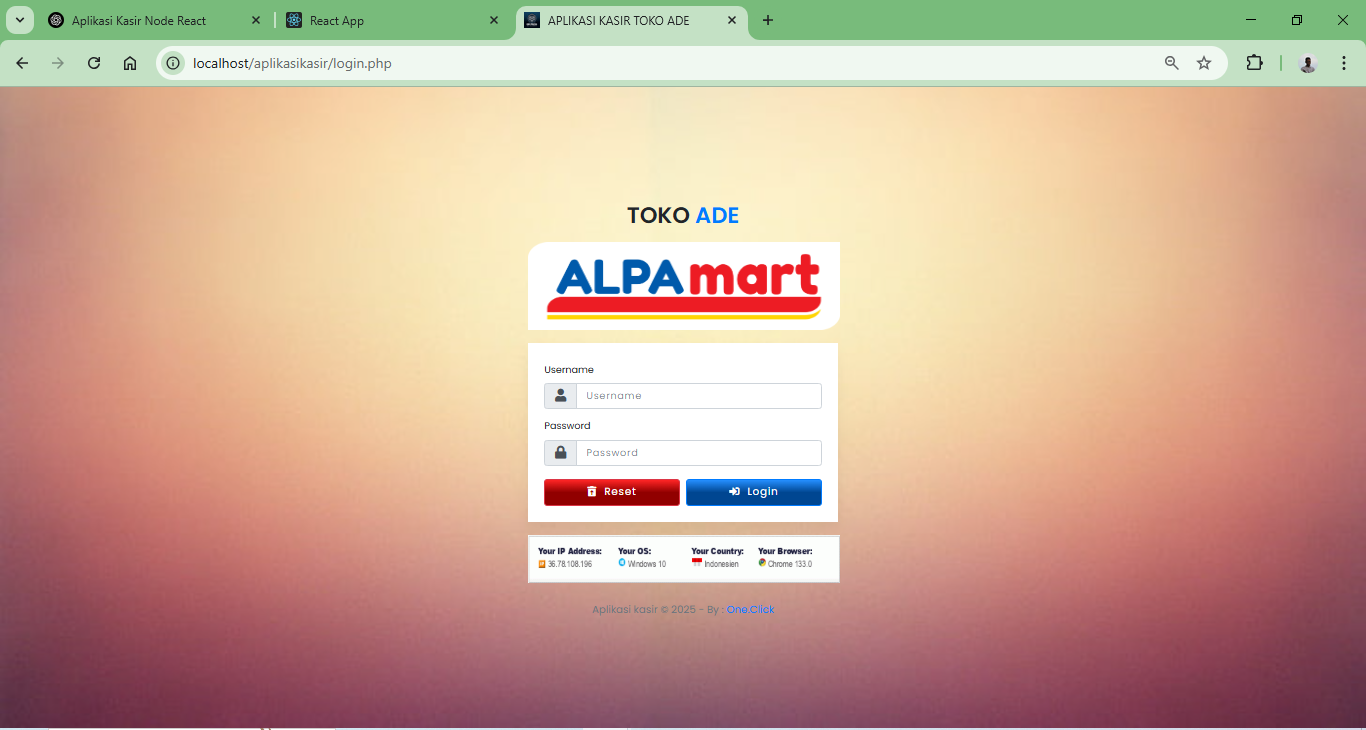 Aplikasi Kasir Node React
React App
APLIKASI KASIR TOKO ADE
localhost/aplikasikasir/login.php
TOKO ADE
ALPAmart
Username
Username
Password
Password
Reset Login
Your IP Address: Your OS: Your Country: Your Browser:
36.78.108.196 Windows 10 Indonesien Chrome 133.0
Aplikasi kasir © 2025 - By : One.Click